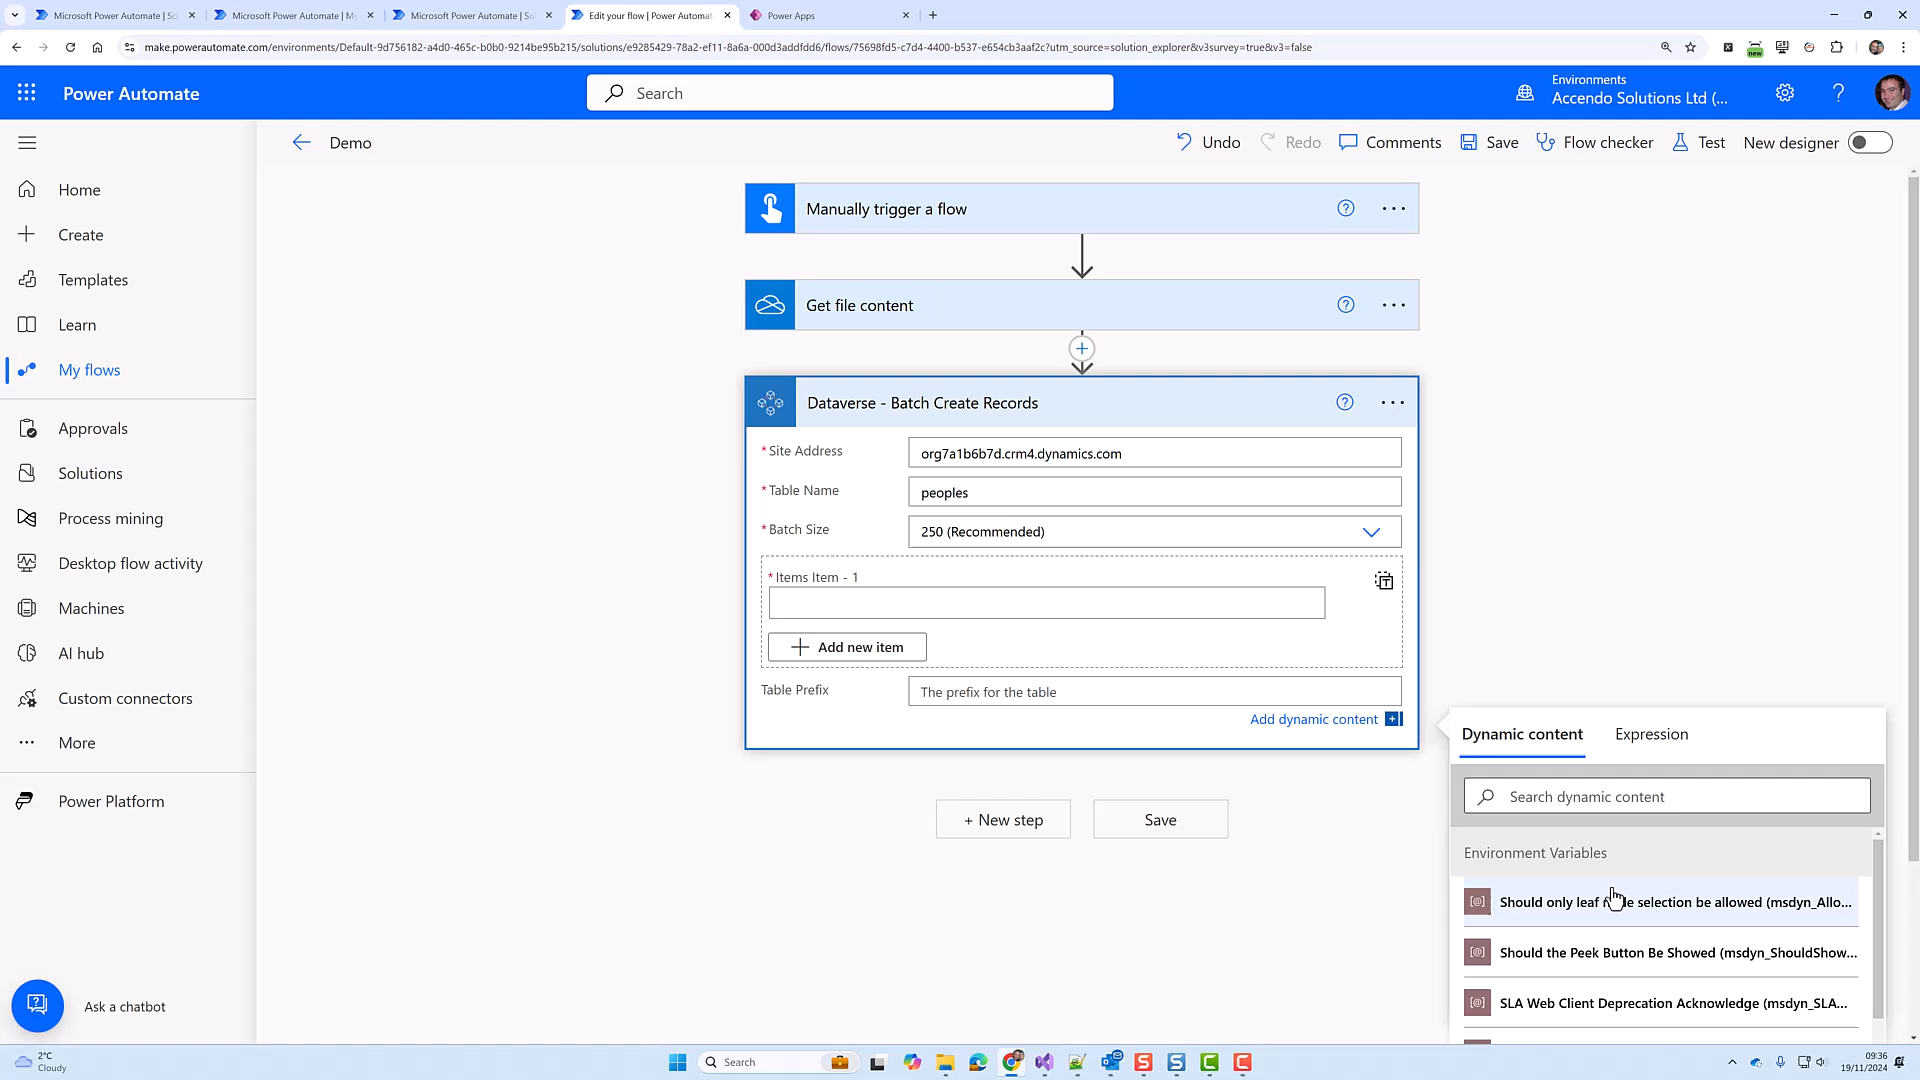 Microsoft Power Automate | So
Microsoft Power Automate | M
Microsoft Power Automate | So
Edit your flow | Power Automat
Power Apps
make.powerautomate.com/environments/Default-9d756182-a4d0-465c-b0b0-9214be95b215/solutions/e9285429-78a2-ef11-8a6a-000d3addfdd6/flows/75698fd5-c7d4-4400-b537-e654cb3aaf2c?utm_source=solution_explorer&v3survey=true&v3=false
new
Power Automate
Search
Environments
Accendo Solutions Ltd (...
Demo
Undo
Redo
Comments
Save
Flow checker
Test
New designer
Home
Create
Templates
Learn
My flows
Approvals
Solutions
Process mining
Desktop flow activity
Machines
AI hub
Custom connectors
More
Power Platform
Ask a chatbot
Manually trigger a flow
Get file content
Dataverse - Batch Create Records
* Site Address
org7a1b6b7d.crm4.dynamics.com
* Table Name
peoples
* Batch Size
250 (Recommended)
* Items Item - 1
Add new item
Table Prefix
The prefix for the table
Add dynamic content
+ New step
Save
Dynamic content
Expression
Search dynamic content
Environment Variables
Should only leaf selection be allowed (msdyn_Allo...
Should the Peek Button Be Showed (msdyn_ShouldShow...
SLA Web Client Deprecation Acknowledge (msdyn_SLA...
2°C
Cloudy
Search
09:36
19/11/2024